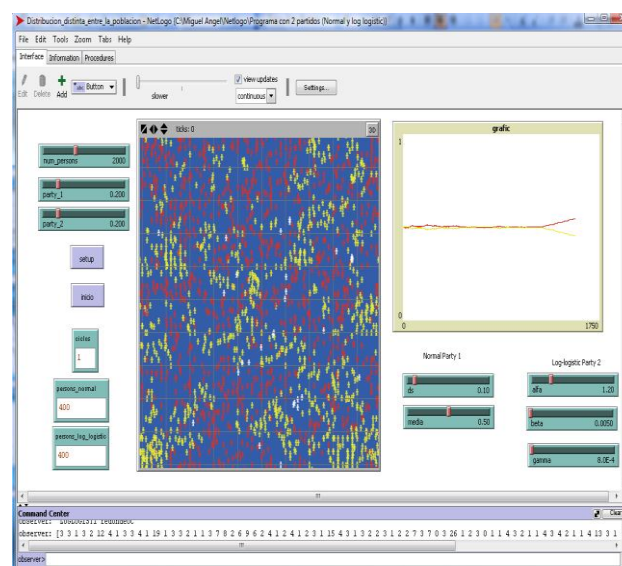 Distribucion_distinta_entre_la_poblacion - NetLogo {C:\Miguel Angel\Netlogo\Programa con 2 partidos (Normal y log logistic)}
File Edit Tools Zoom Tabs Help
Interface Information Procedures
Edit Delete Add Button slower view updates continuous Settings...
ticks: 0 3D
num_persons 2000
party_1 0.200
party_2 0.200
setup
inicio
ciclos
1
persons_normal
400
persons_log_logistic
400
grafic
1
0
0 1750
Normal Party 1
ds 0.10
media 0.50
Log-logistic Party 2
alfa 1.20
beta 0.0050
gamma 8.0E-4
Command Center Clear
observer:
observer: [3 3 1 3 2 12 4 1 3 3 4 1 19 1 3 3 2 1 1 3 7 8 2 6 9 6 2 4 1 2 4 1 2 3 1 15 4 3 1 3 2 2 3 1 2 2 7 3 7 8 3 26 1 2 3 0 1 1 4 3 2 1 1 4 3 4 2 1 1 4 13 3 1
observer>